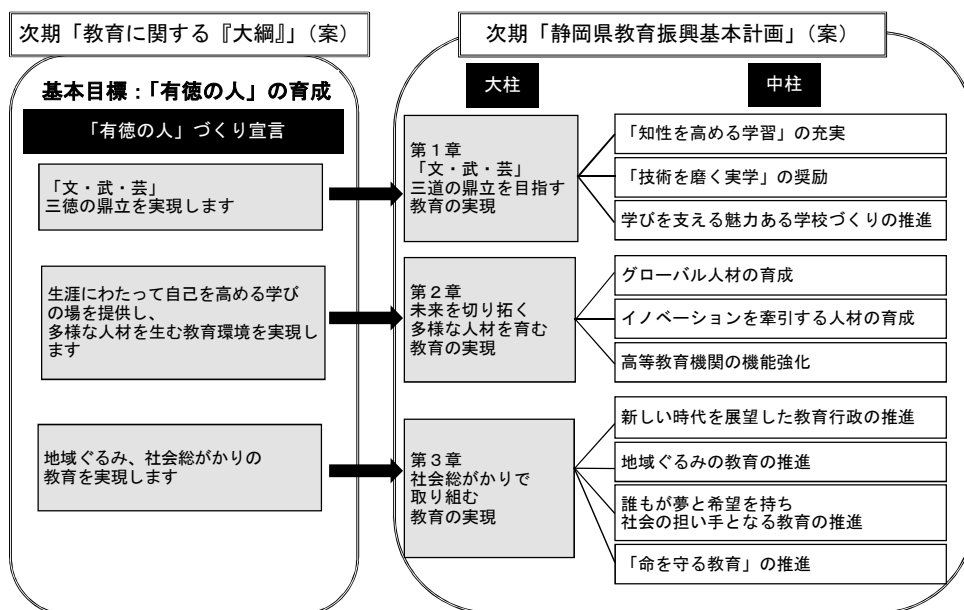 次期「教育に関する『大綱』」（案）
基本目標：「有徳の人」の育成
「有徳の人」づくり宣言
「文・武・芸」
三徳の鼎立を実現します
生涯にわたって自己を高める学び
の場を提供し、
多様な人材を生む教育環境を実現し
ます
地域ぐるみ、社会総がかりの
教育を実現します
次期「静岡県教育振興基本計画」（案）
大柱
中柱
第１章
「文・武・芸」
三道の鼎立を目指す
教育の実現
「知性を高める学習」の充実
「技術を磨く実学」の奨励
学びを支える魅力ある学校づくりの推進
第２章
未来を切り拓く
多様な人材を育む
教育の実現
グローバル人材の育成
イノベーションを牽引する人材の育成
高等教育機関の機能強化
第３章
社会総がかりで
取り組む
教育の実現
新しい時代を展望した教育行政の推進
地域ぐるみの教育の推進
誰もが夢と希望を持ち
社会の担い手となる教育の推進
「命を守る教育」の推進